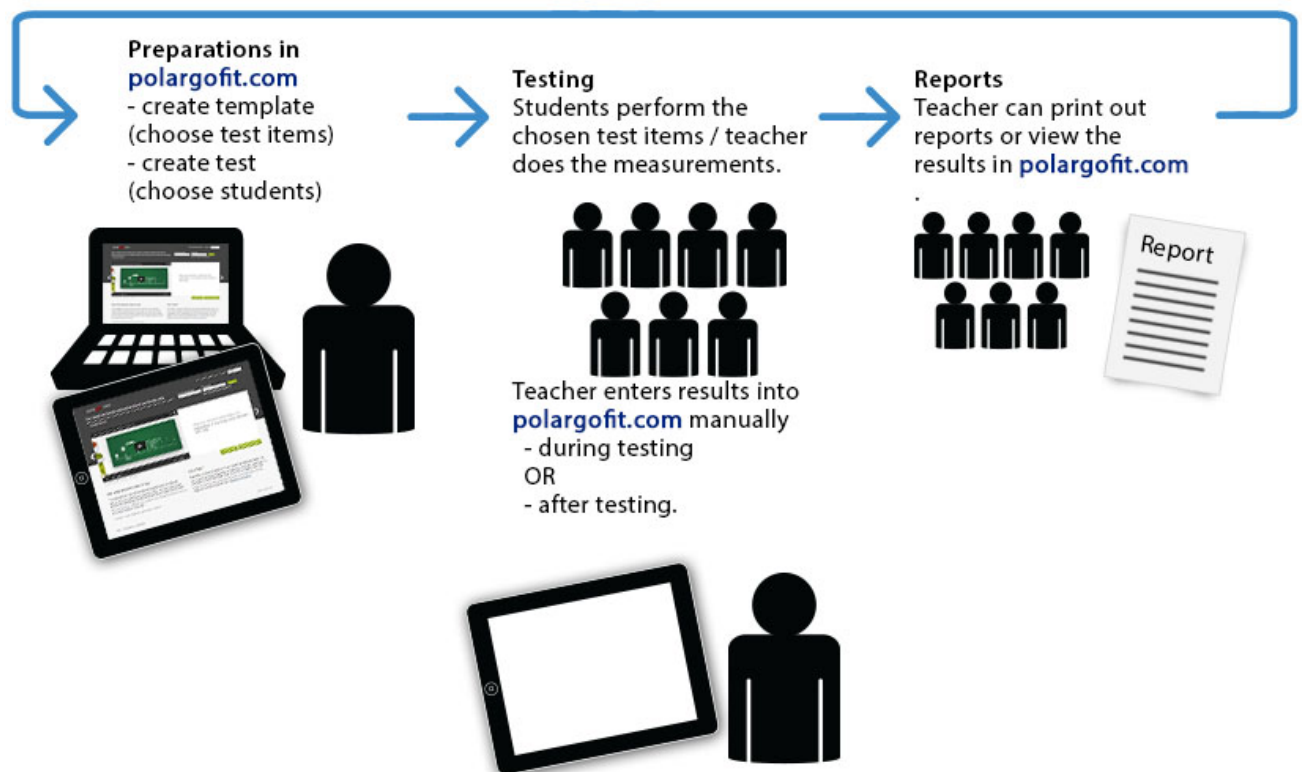 Preparations in
polargofit.com
- create template
(choose test items)
- create test
(choose students)
Testing
Students perform the
chosen test items / teacher
does the measurements.
Teacher enters results into
polargofit.com manually
- during testing
OR
- after testing.
Reports
Teacher can print out
reports or view the
results in polargofit.com
.
Report